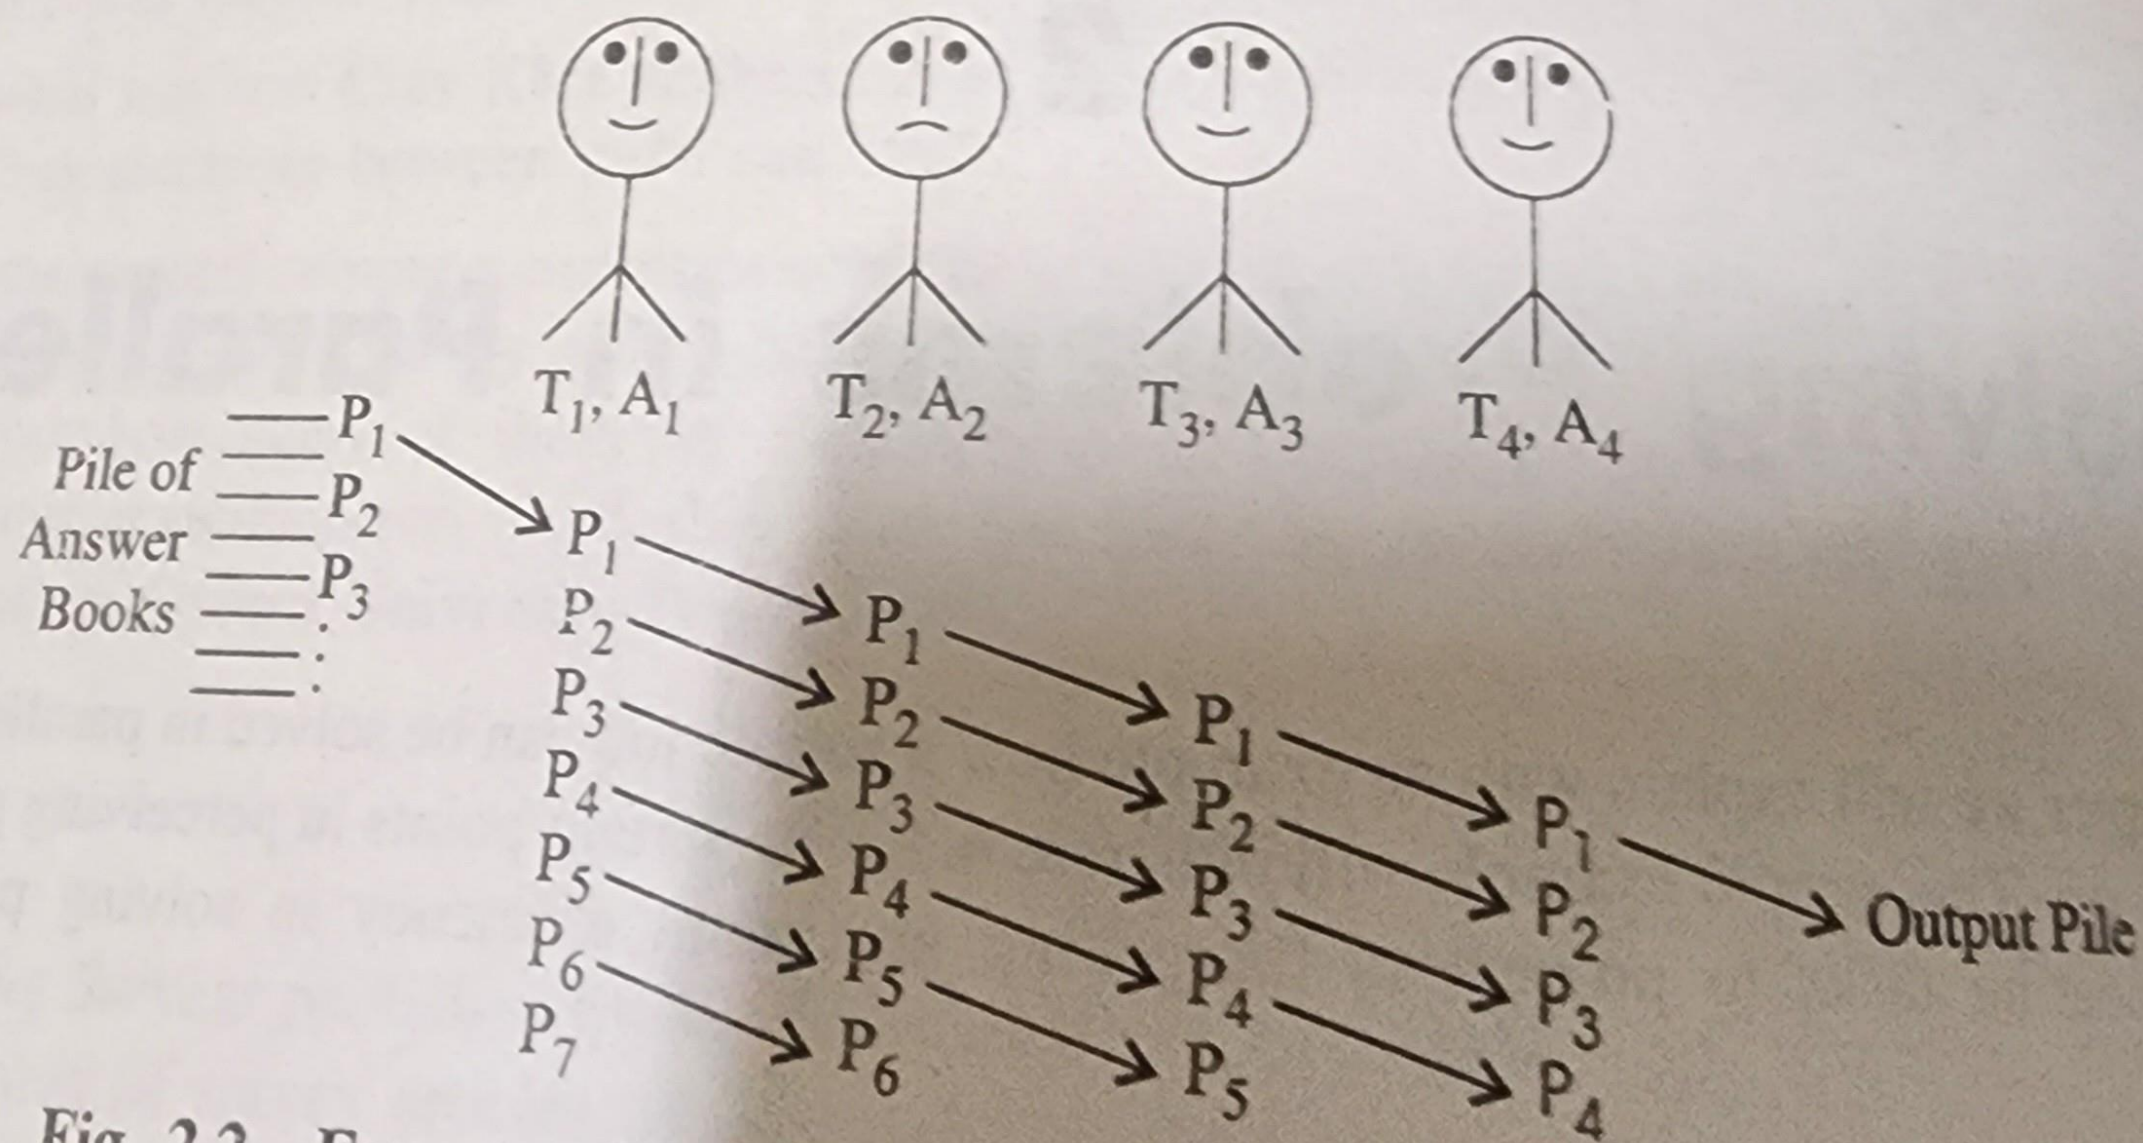 T₁, A₁ T₂, A₂ T₃, A₃ T₄, A₄
P₁
Pile of
P₂
Answer
P₃
Books
P₁
P₂ P₁
P₃ P₂ P₁
P₄ P₃ P₂ P₁
P₅ P₄ P₃ P₂ Output Pile
P₆ P₅ P₄ P₃
P₇ P₆ P₅ P₄
Fig.